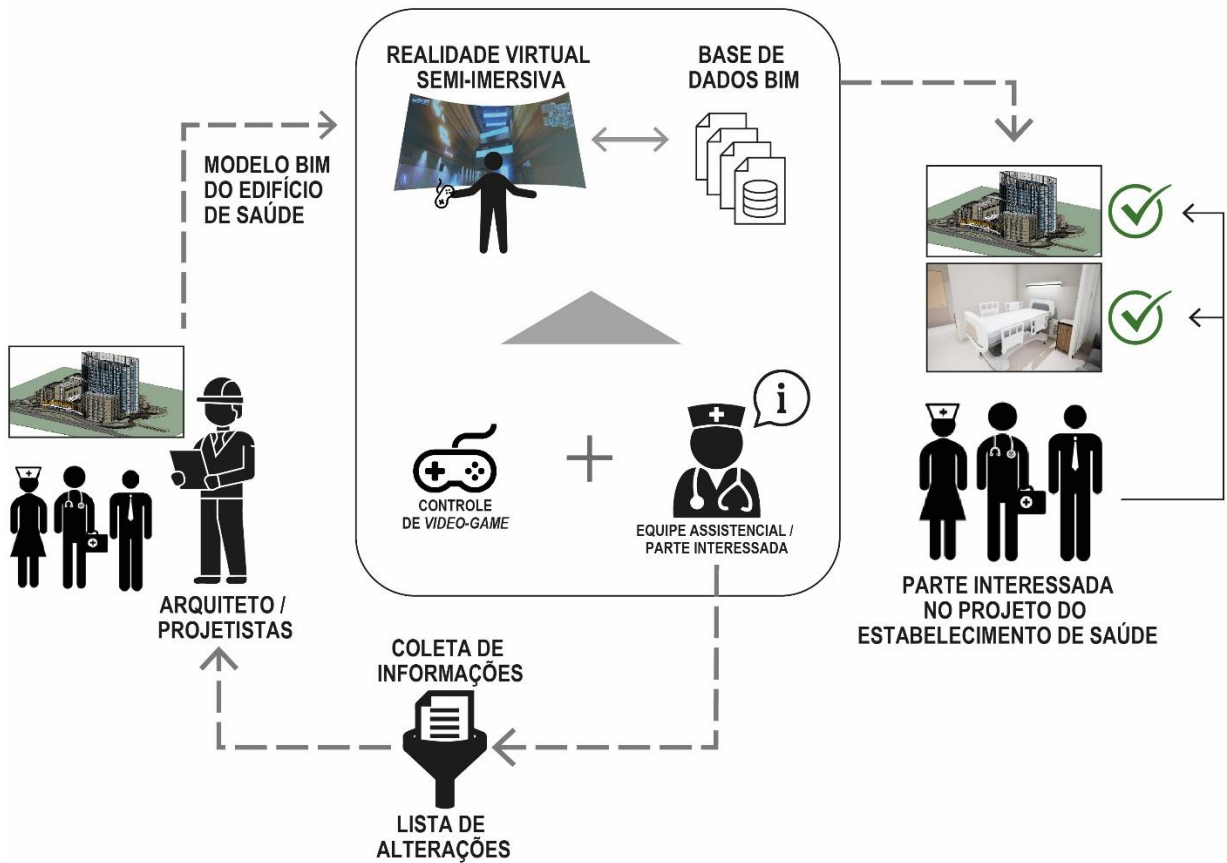 REALIDADE VIRTUAL
SEMI-IMERSIVA
BASE DE
DADOS BIM
MODELO BIM
DO EDIFÍCIO
DE SAÚDE
i
CONTROLE
DE VIDEO-GAME
EQUIPE ASSISTENCIAL /
PARTE INTERESSADA
ARQUITETO /
PROJETISTAS
PARTE INTERESSADA
NO PROJETO DO
ESTABELECIMENTO DE SAÚDE
COLETA DE
INFORMAÇÕES
LISTA DE
ALTERAÇÕES